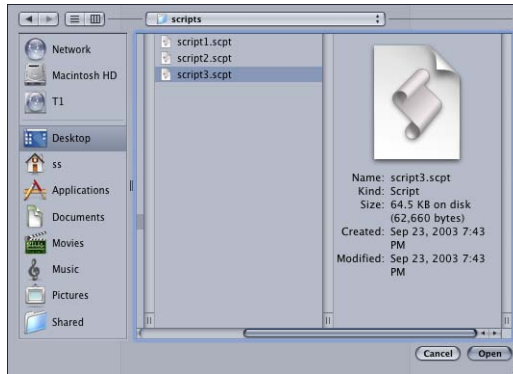 scripts
Network
Macintosh HD
T1
Desktop
ss
Applications
Documents
Movies
Music
Pictures
Shared
script1.scpt
script2.scpt
script3.scpt
Name: script3.scpt
Kind: Script
Size: 64.5 KB on disk
(62,660 bytes)
Created: Sep 23, 2003 7:43
PM
Modified: Sep 23, 2003 7:43
PM
Cancel
Open